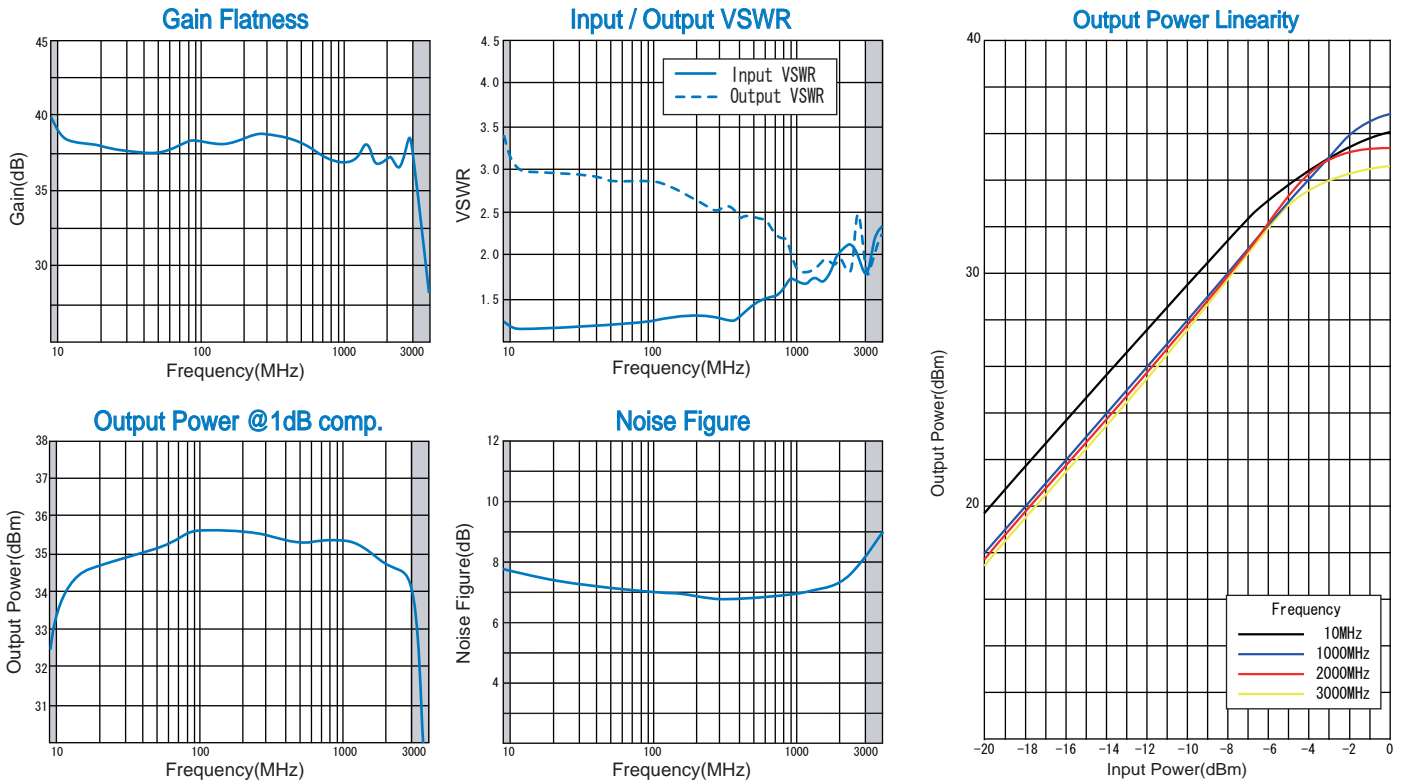 Gain Flatness
45
40
35
30
Gain(dB)
10
100
1000
3000
Frequency(MHz)
Input / Output VSWR
4.5
4.0
3.5
3.0
2.5
2.0
1.5
VSWR
Input VSWR
Output VSWR
10
100
1000
3000
Frequency(MHz)
Output Power @1dB comp.
38
37
36
35
34
33
32
31
Output Power(dBm)
10
100
1000
3000
Frequency(MHz)
Noise Figure
12
10
8
6
4
Noise Figure(dB)
10
100
1000
3000
Frequency(MHz)
Output Power Linearity
40
30
20
Output Power(dBm)
Frequency
10MHz
1000MHz
2000MHz
3000MHz
-20 -18 -16 -14 -12 -10 -8 -6 -4 -2 0
Input Power(dBm)